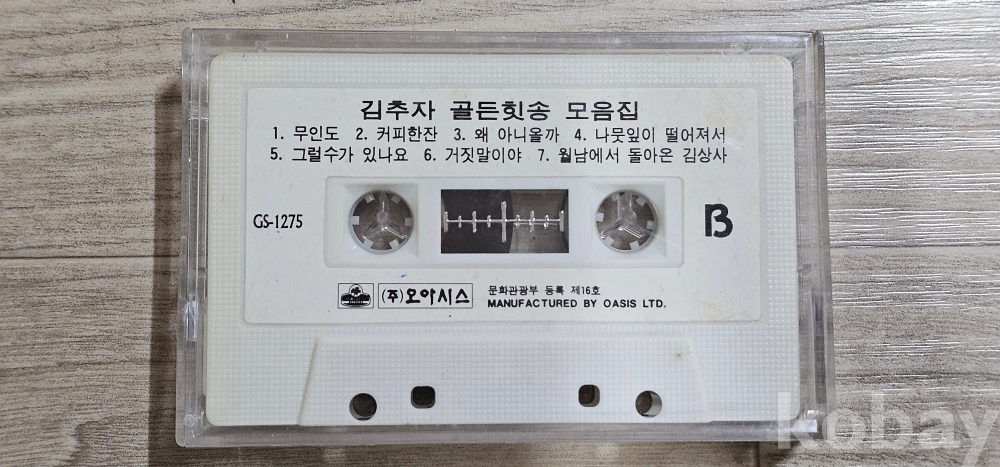 김추자 골든힛송 모음집
1. 무인도 2. 커피한잔 3. 왜 아니올까 4. 나뭇잎이 떨어져서
5. 그럴수가 있나요 6. 거짓말이야 7. 월남에서 돌아온 김상사
GS-1275
B
(주)오아시스
문화관광부 등록 제16호
MANUFACTURED BY OASIS LTD.
kobay